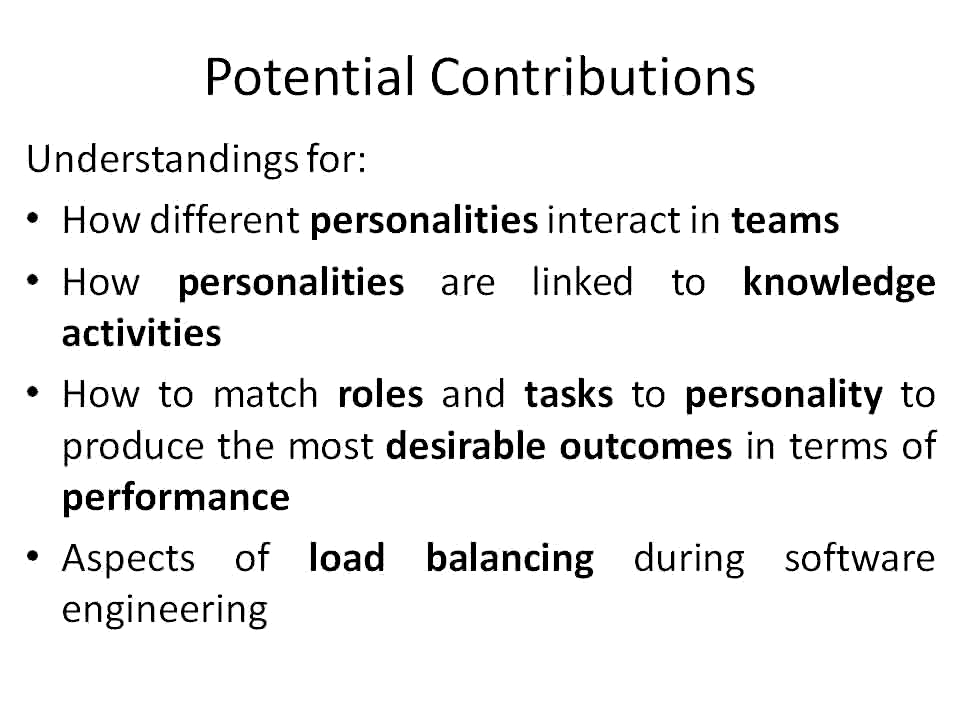 Potential Contributions
Understandings for:
• How different personalities interact in teams
• How personalities are linked to knowledge
activities
• How to match roles and tasks to personality to
produce the most desirable outcomes in terms of
performance
• Aspects of load balancing during software
engineering